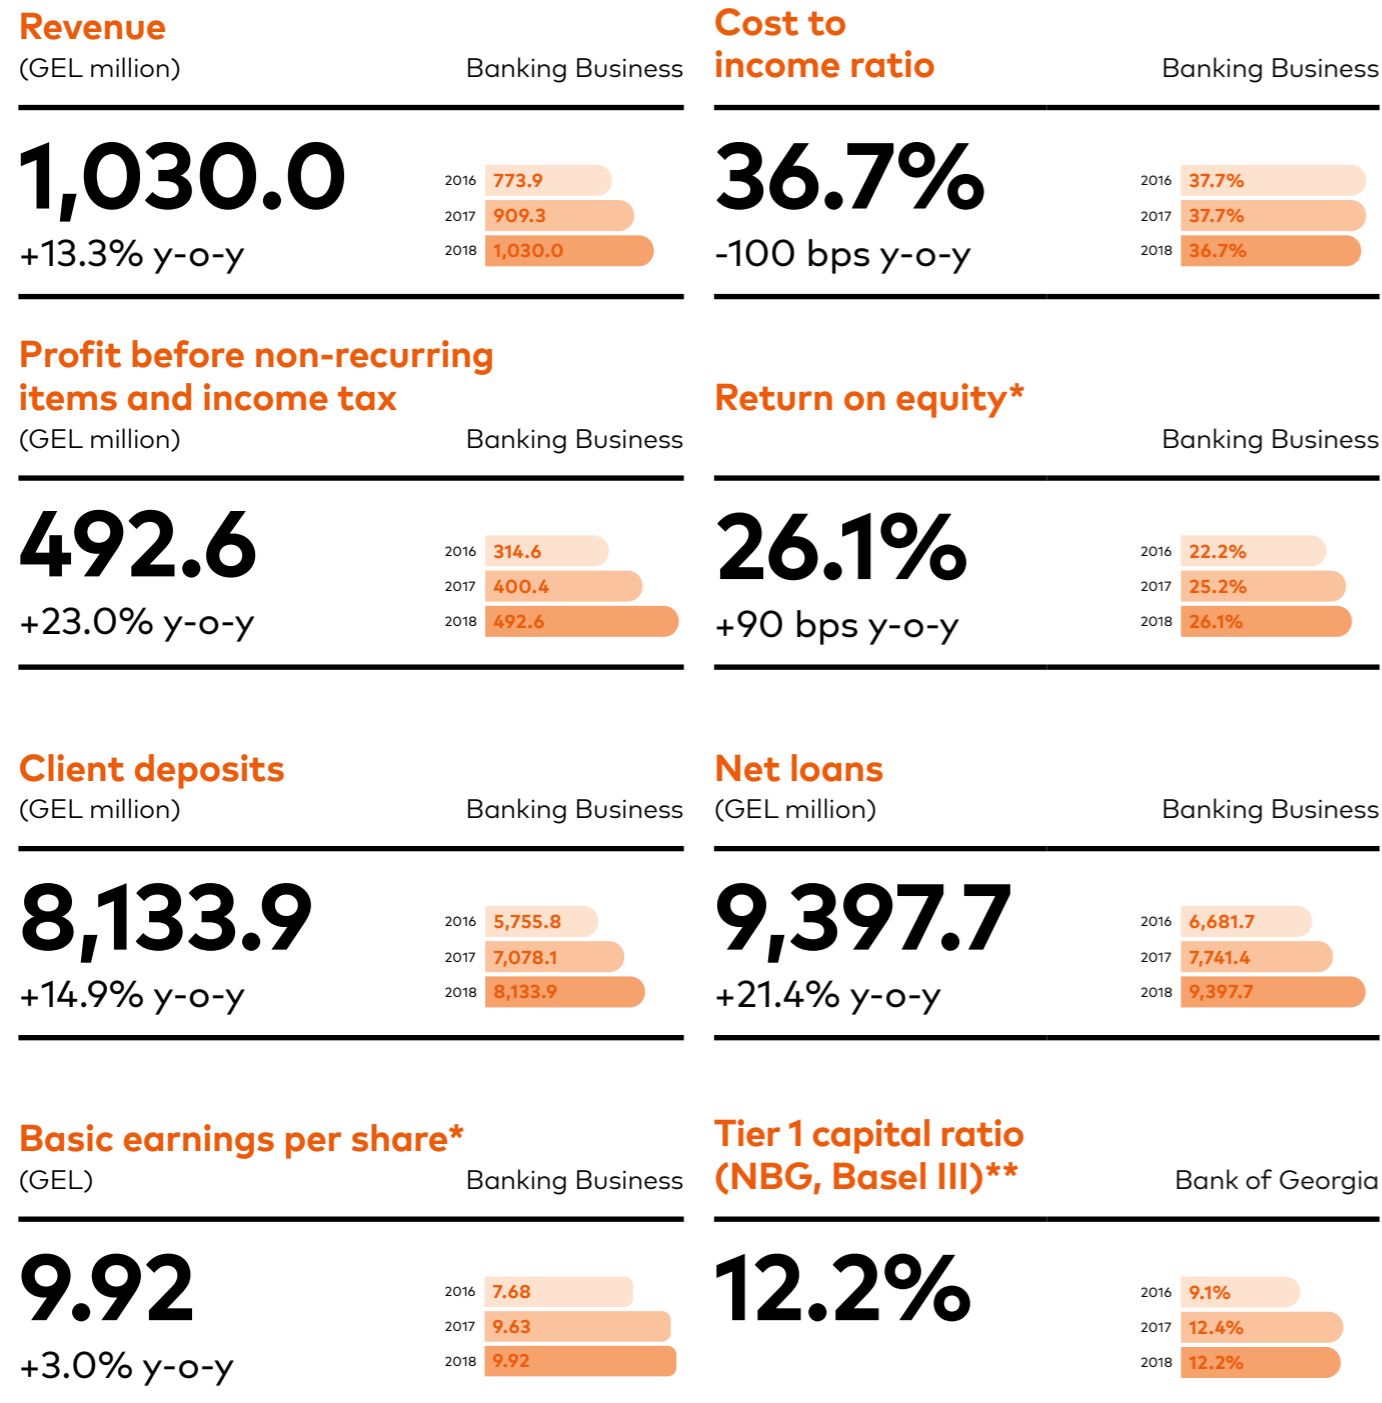 Revenue
(GEL million) Banking Business
1,030.0
+13.3% y-o-y
2016 773.9
2017 909.3
2018 1,030.0
Cost to
income ratio Banking Business
36.7%
-100 bps y-o-y
2016 37.7%
2017 37.7%
2018 36.7%
Profit before non-recurring
items and income tax
(GEL million) Banking Business
492.6
+23.0% y-o-y
2016 314.6
2017 400.4
2018 492.6
Return on equity*
Banking Business
26.1%
+90 bps y-o-y
2016 22.2%
2017 25.2%
2018 26.1%
Client deposits
(GEL million) Banking Business
8,133.9
+14.9% y-o-y
2016 5,755.8
2017 7,078.1
2018 8,133.9
Net loans
(GEL million) Banking Business
9,397.7
+21.4% y-o-y
2016 6,681.7
2017 7,741.4
2018 9,397.7
Basic earnings per share*
(GEL) Banking Business
9.92
+3.0% y-o-y
2016 7.68
2017 9.63
2018 9.92
Tier 1 capital ratio
(NBG, Basel III)** Bank of Georgia
12.2%
2016 9.1%
2017 12.4%
2018 12.2%